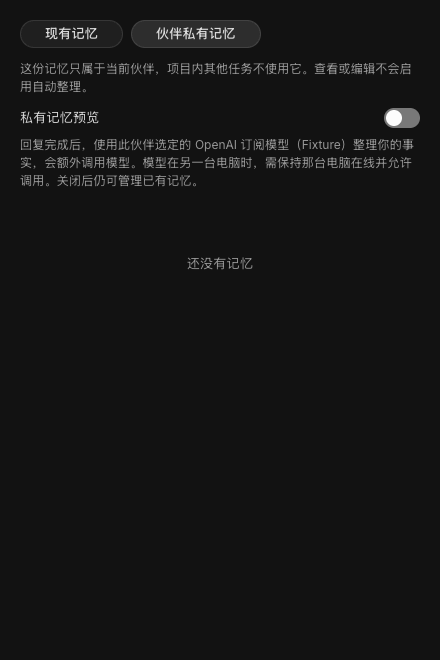 现有记忆
伙伴私有记忆
这份记忆只属于当前伙伴，项目内其他任务不使用它。查看或编辑不会启
用自动整理。
私有记忆预览
回复完成后，使用此伙伴选定的 OpenAI 订阅模型（Fixture）整理你的事
实，会额外调用模型。模型在另一台电脑时，需保持那台电脑在线并允许
调用。关闭后仍可管理已有记忆。
还没有记忆